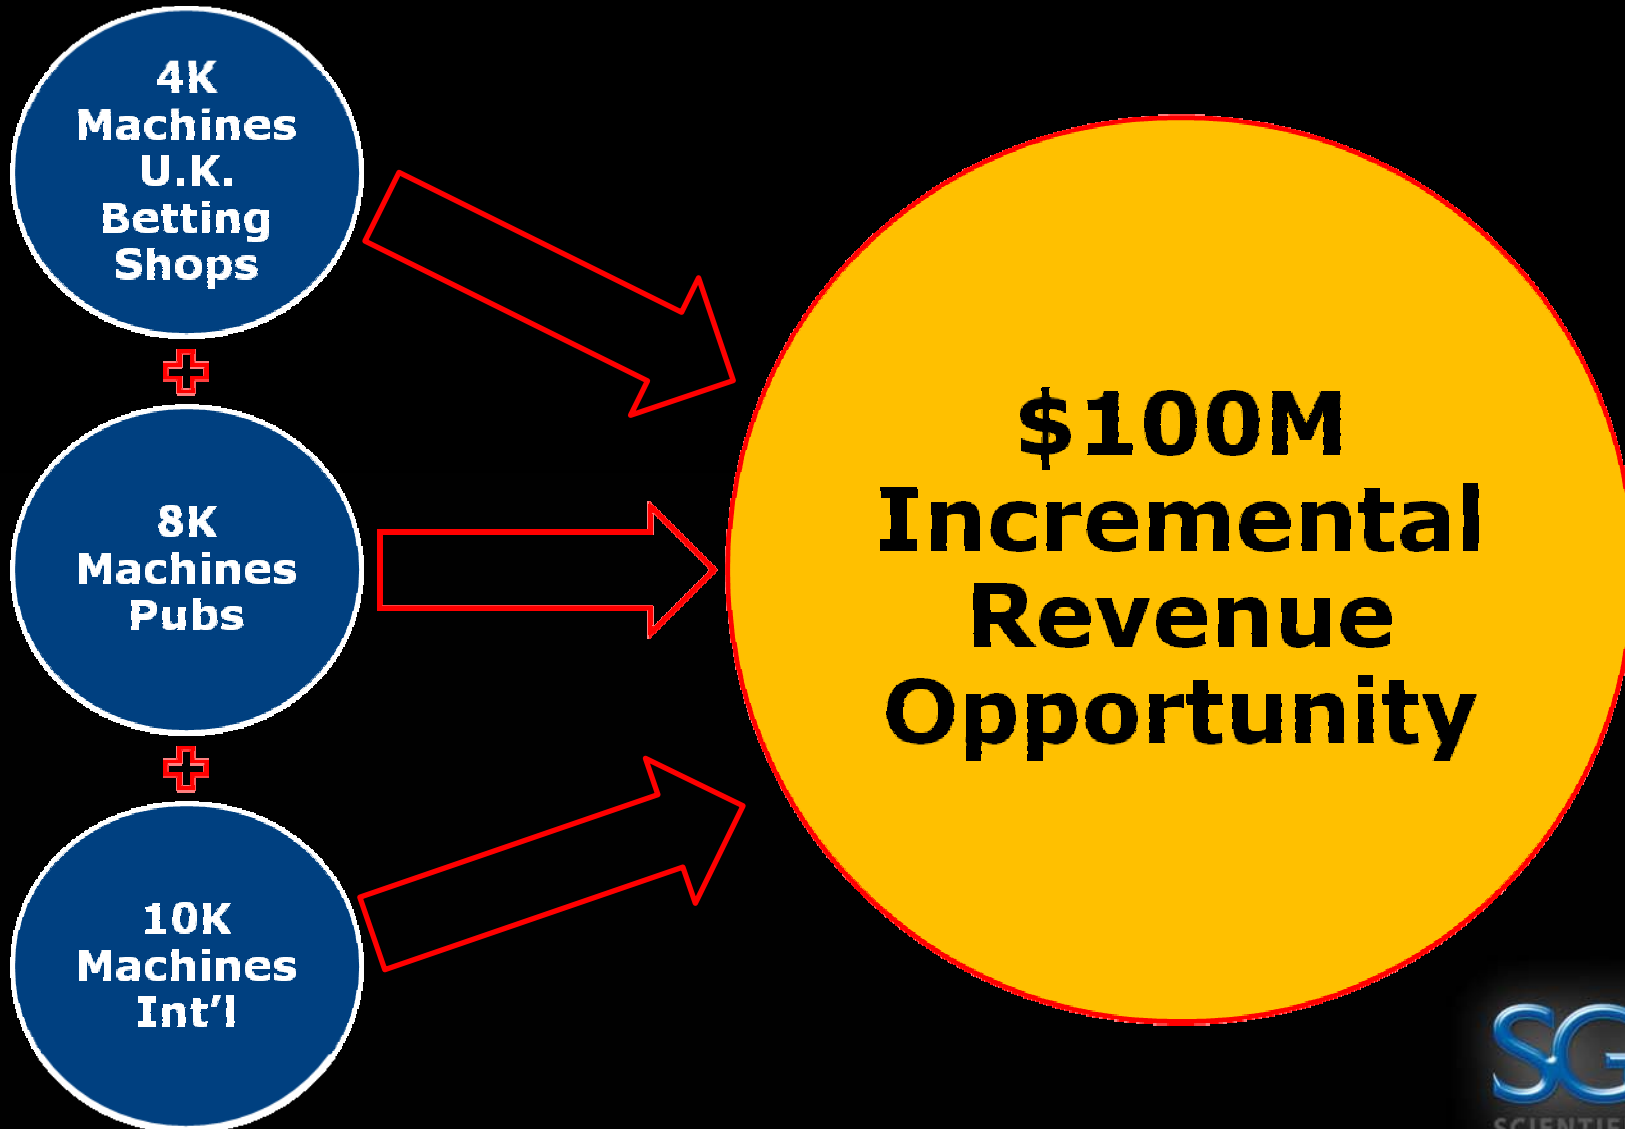 4K
Machines
U.K.
Betting
Shops
8K
Machines
Pubs
10K
Machines
Int’l
$100M
Incremental
Revenue
Opportunity
SG